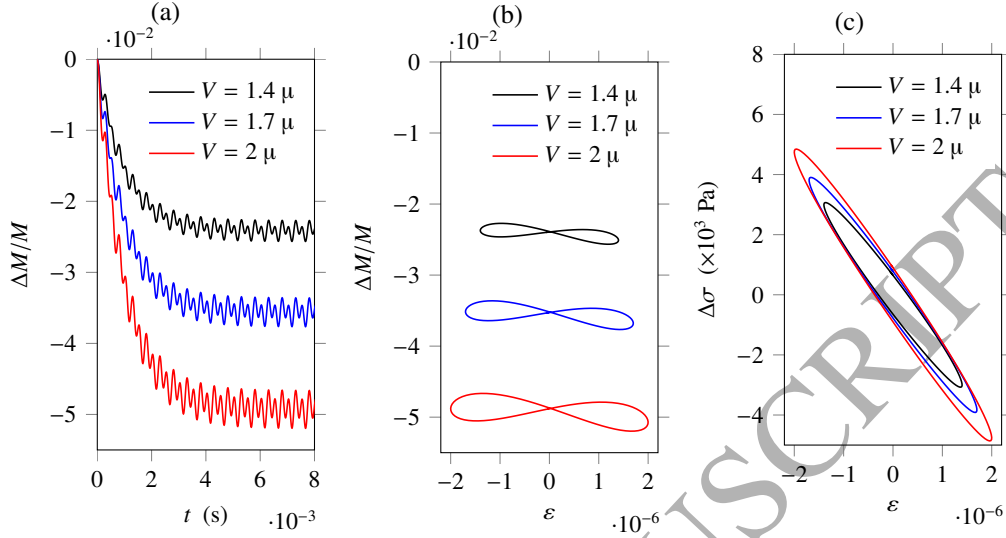 (a)
·10⁻²
0
−1
−2
−3
−4
−5
ΔM/M
V = 1.4 μ
V = 1.7 μ
V = 2 μ
0 2 4 6 8
t (s)
·10⁻³
(b)
·10⁻²
0
−1
−2
−3
−4
−5
ΔM/M
V = 1.4 μ
V = 1.7 μ
V = 2 μ
−2 −1 0 1 2
ε
·10⁻⁶
(c)
8
6
4
2
0
−2
−4
Δσ (×10³ Pa)
V = 1.4 μ
V = 1.7 μ
V = 2 μ
−2 −1 0 1 2
ε
·10⁻⁶
USCRIPT